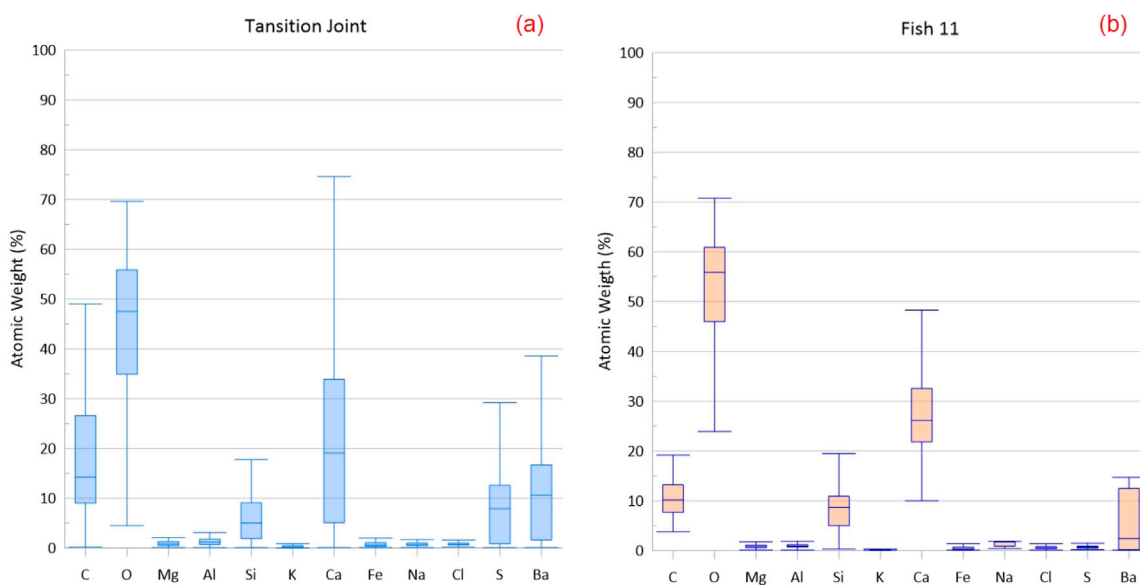 Tansition Joint
(a)
Atomic Weight (%)
100
90
80
70
60
50
40
30
20
10
0
C O Mg Al Si K Ca Fe Na Cl S Ba
Fish 11
(b)
Atomic Weigth (%)
100
90
80
70
60
50
40
30
20
10
0
C O Mg Al Si K Ca Fe Na Cl S Ba